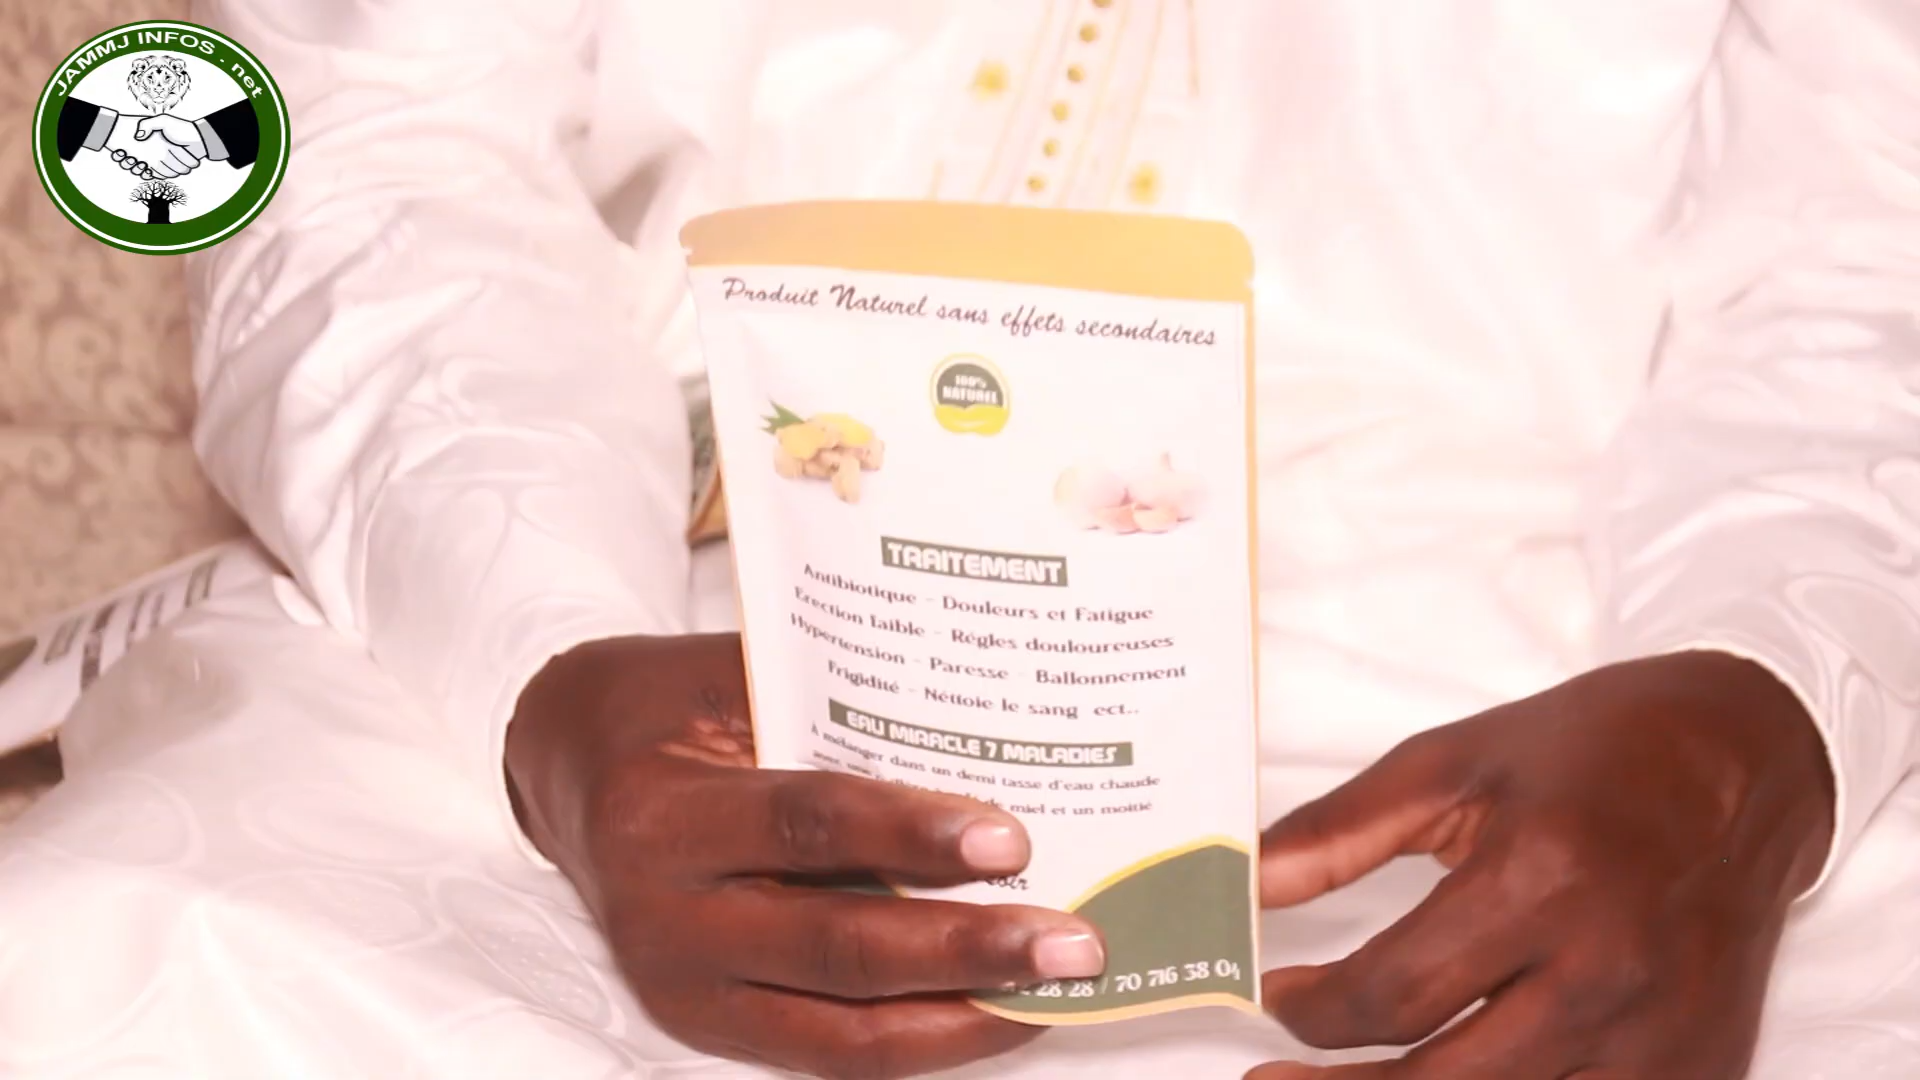 JAMMJ INFOS . net
Produit Naturel sans effets secondaires
100%
NATUREL
TRAITEMENT
Antibiotique - Douleurs et Fatigue
Erection faible - Régles douloureuses
Hypertension - Paresse - Ballonnement
Frigidité - Néttoie le sang ect..
EAU MIRACLE 7 MALADIES
À mélanger dans un demi tasse d'eau chaude
avec une miel et un moitié
28 28 / 70 716 38 04